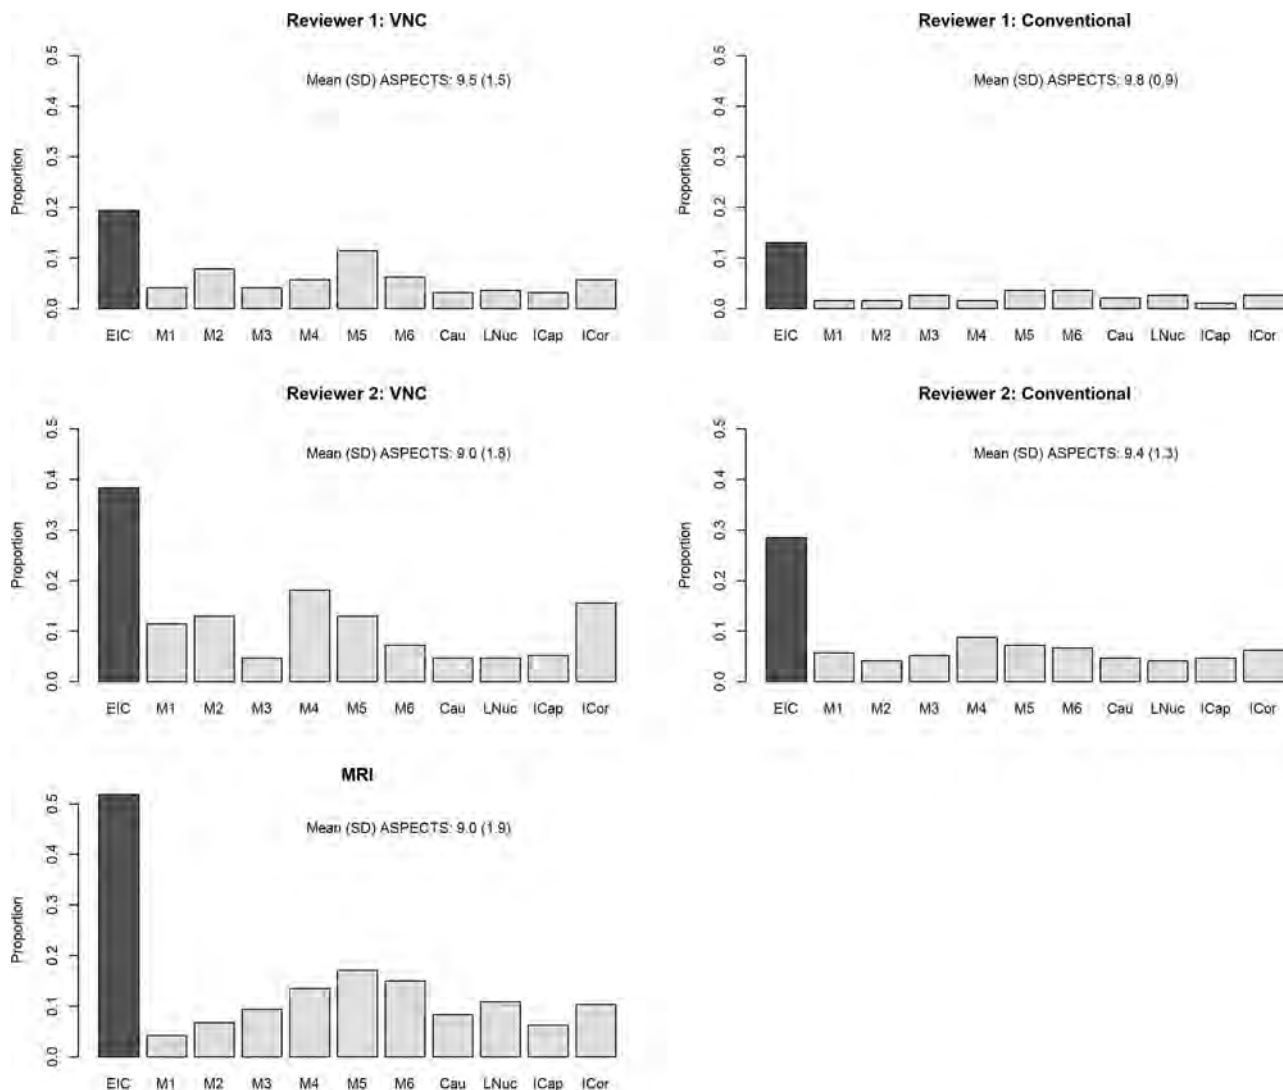 Reviewer 1: VNC
Mean (SD) ASPECTS: 9.5 (1.5)
Proportion
0.5
0.4
0.3
0.2
0.1
0.0
EIC M1 M2 M3 M4 M5 M6 Cau LNuc ICap ICor
Reviewer 1: Conventional
Mean (SD) ASPECTS: 9.8 (0.9)
Proportion
0.5
0.4
0.3
0.2
0.1
0.0
EIC M1 M2 M3 M4 M5 M6 Cau LNuc ICap ICor
Reviewer 2: VNC
Mean (SD) ASPECTS: 9.0 (1.8)
Proportion
0.5
0.4
0.3
0.2
0.1
0.0
EIC M1 M2 M3 M4 M5 M6 Cau LNuc ICap ICor
Reviewer 2: Conventional
Mean (SD) ASPECTS: 9.4 (1.3)
Proportion
0.5
0.4
0.3
0.2
0.1
0.0
EIC M1 M2 M3 M4 M5 M6 Cau LNuc ICap ICor
MRI
Mean (SD) ASPECTS: 9.0 (1.9)
Proportion
0.5
0.4
0.3
0.2
0.1
0.0
EIC M1 M2 M3 M4 M5 M6 Cau LNuc ICap ICor